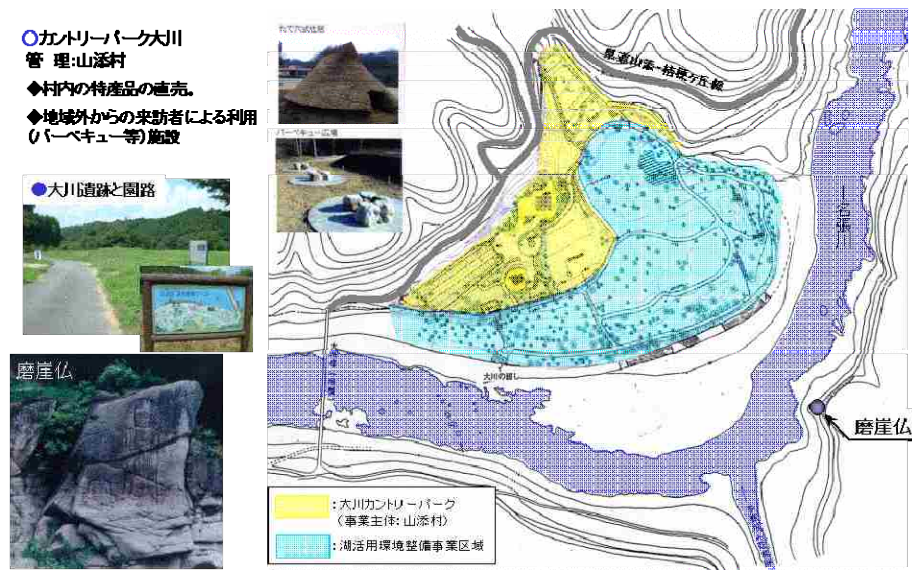 ○カントリーパーク大川
管 理:山添村
◆村内の特産品の直売。
◆地域外からの来訪者による利用
(バーベキュー等)施設
たて穴式住居
バーベキュー広場
県道山添・桔梗ヶ丘線
●大川遺跡と園路
名張川
磨崖仏
大川の渡し
磨崖仏
:大川カントリーパーク
(事業主体:山添村)
:湖活用環境整備事業区域